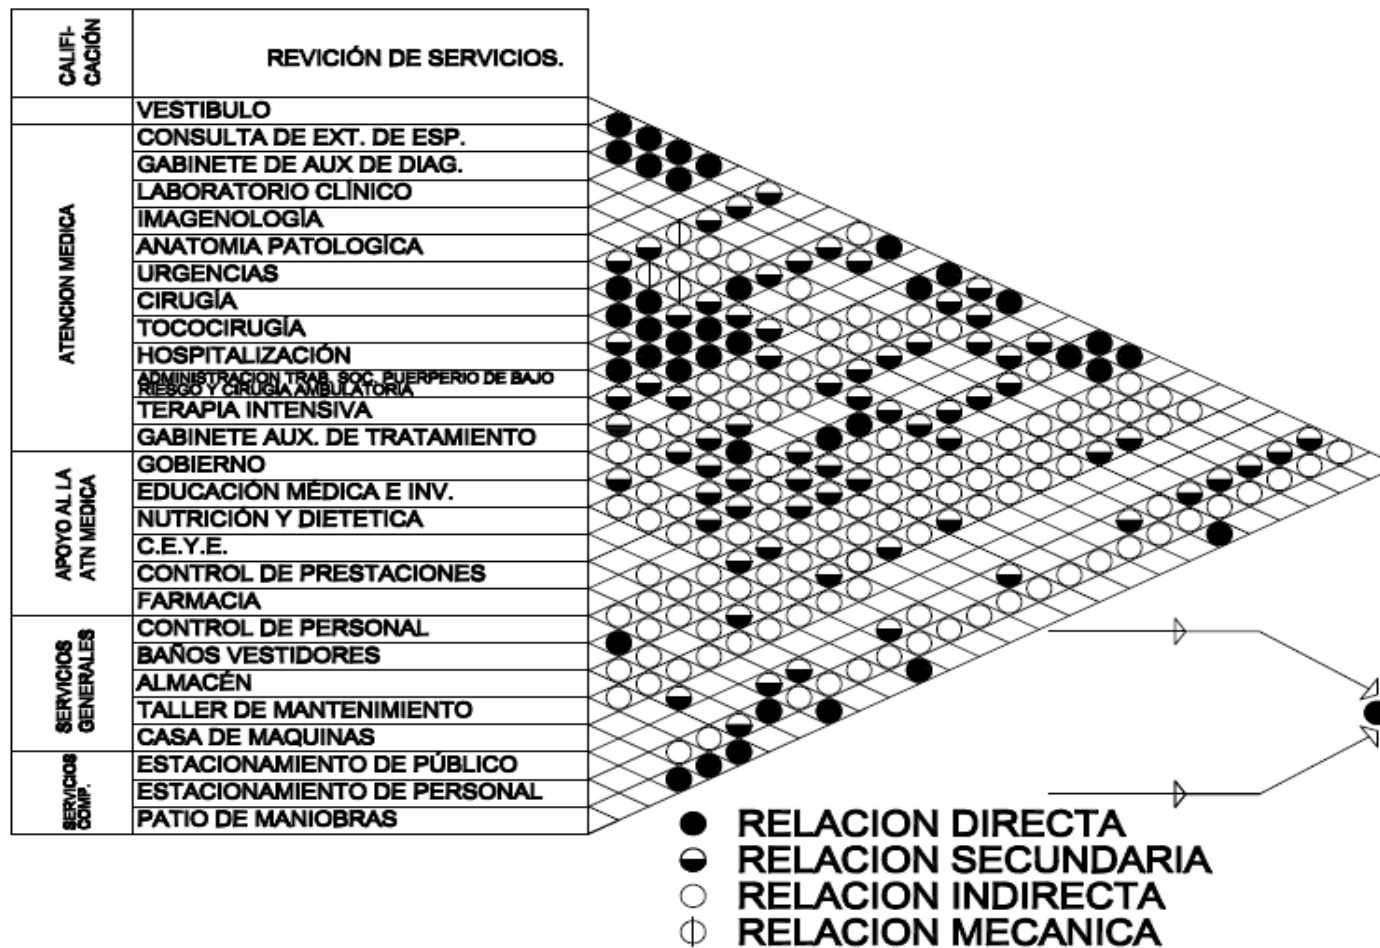 CALIFI-
CACIÓN
REVICIÓN DE SERVICIOS.
VESTIBULO
ATENCION MEDICA
CONSULTA DE EXT. DE ESP.
GABINETE DE AUX DE DIAG.
LABORATORIO CLÍNICO
IMAGENOLOGÍA
ANATOMIA PATOLOGÍCA
URGENCIAS
CIRUGÍA
TOCOCIRUGÍA
HOSPITALIZACIÓN
ADMINISTRACION TRAB. SOC. PUERPERIO DE BAJO
RIESGO Y CIRUGIA AMBULATORIA
TERAPIA INTENSIVA
GABINETE AUX. DE TRATAMIENTO
APOYO AL LA
ATN MEDICA
GOBIERNO
EDUCACIÓN MÉDICA E INV.
NUTRICIÓN Y DIETETICA
C.E.Y.E.
CONTROL DE PRESTACIONES
FARMACIA
SERVICIOS
GENERALES
CONTROL DE PERSONAL
BAÑOS VESTIDORES
ALMACÉN
TALLER DE MANTENIMIENTO
CASA DE MAQUINAS
SERVICIOS
COMP.
ESTACIONAMIENTO DE PÚBLICO
ESTACIONAMIENTO DE PERSONAL
PATIO DE MANIOBRAS
RELACION DIRECTA
RELACION SECUNDARIA
RELACION INDIRECTA
RELACION MECANICA